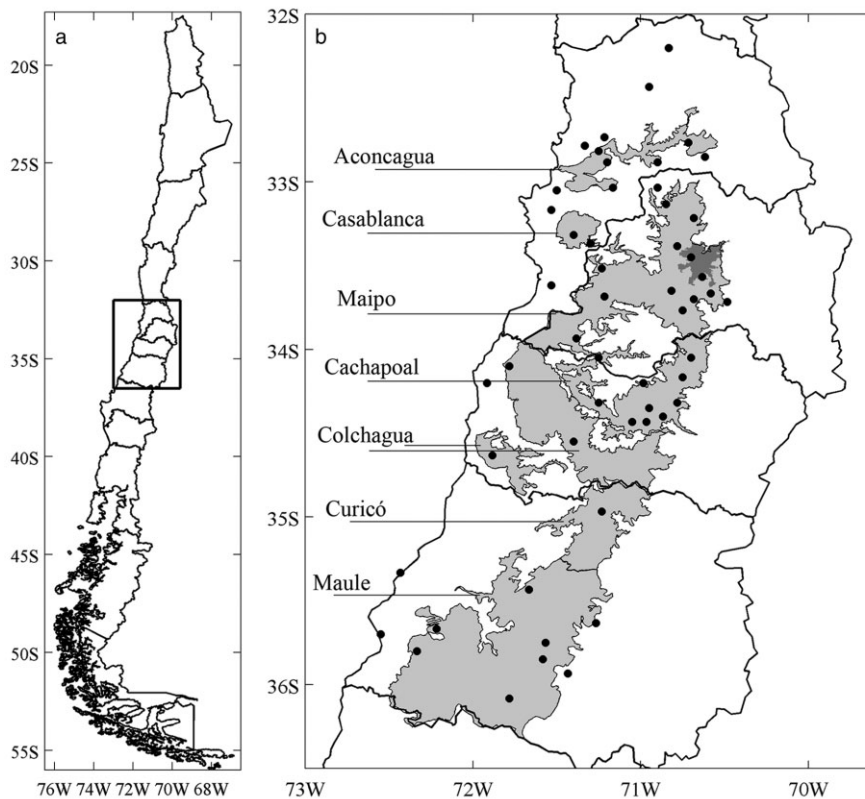 a
20S
25S
30S
35S
40S
45S
50S
55S
76W 74W 72W 70W 68W
b
32S
33S
34S
35S
36S
73W 72W 71W 70W
Aconcagua
Casablanca
Maipo
Cachapoal
Colchagua
Curicó
Maule